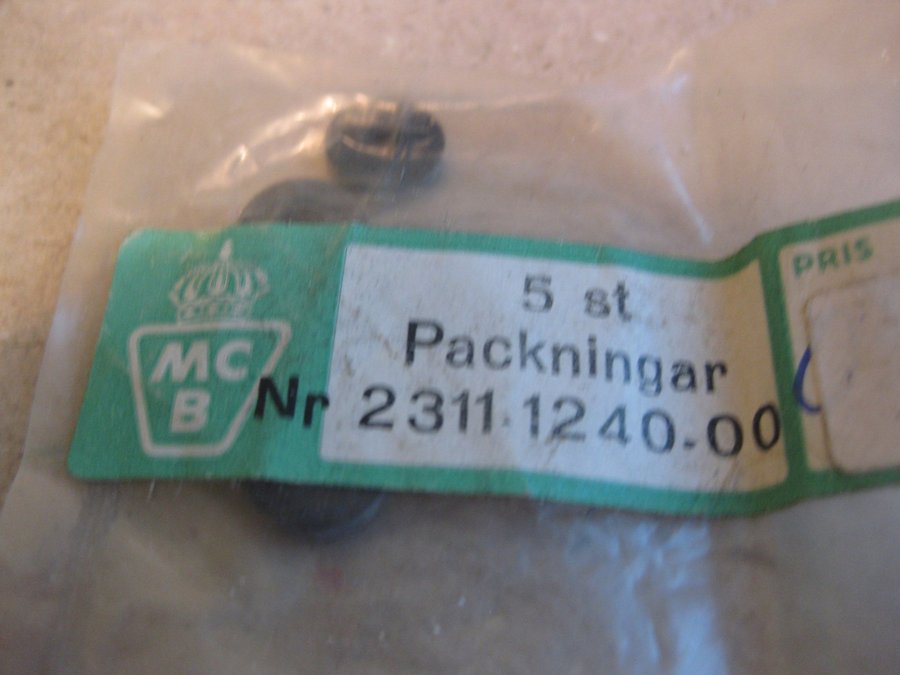 MC
B
5 st
Packningar
Nr 2311-1240-00
PRIS